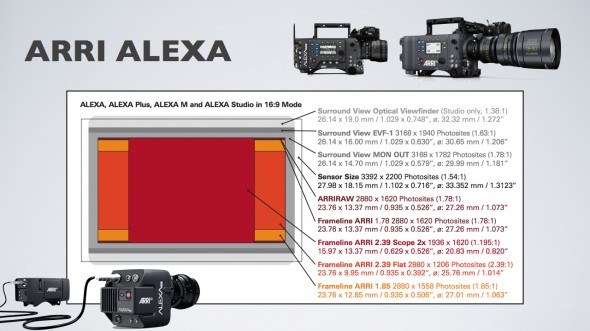 ARRI ALEXA
ALEXA, ALEXA Plus, ALEXA M and ALEXA Studio in 16:9 Mode
Surround View Optical Viewfinder (Studio only, 1.38:1)
26.14 x 19.0 mm / 1.029 x 0.748”, ø: 32.32 mm / 1.272”
Surround View EVF-1 3168 x 1940 Photosites (1.63:1)
26.14 x 16.00 mm / 1.029 x 0.630”, ø: 30.65 mm / 1.206”
Surround View MON OUT 3168 x 1782 Photosites (1.78:1)
26.14 x 14.70 mm / 1.029 x 0.579”, ø: 29.99 mm / 1.181”
Sensor Size 3392 x 2200 Photosites (1.54:1)
27.98 x 18.15 mm / 1.102 x 0.716”, ø: 33.352 mm / 1.3123”
ARRIRAW 2880 x 1620 Photosites (1.78:1)
23.76 x 13.37 mm / 0.935 x 0.526”, ø: 27.26 mm / 1.073”
Frameline ARRI 1.78 2880 x 1620 Photosites (1.78:1)
23.76 x 13.37 mm / 0.935 x 0.526”, ø: 27.26 mm / 1.073”
Frameline ARRI 2.39 Scope 2x 1936 x 1620 (1.195:1)
15.97 x 13.37 mm / 0.629 x 0.526”, ø: 20.83 mm / 0.820”
Frameline ARRI 2.39 Flat 2880 x 1206 Photosites (2.39:1)
23.76 x 9.95 mm / 0.935 x 0.392”, ø: 25.76 mm / 1.014”
Frameline ARRI 1.85 2880 x 1558 Photosites (1.85:1)
23.76 x 12.85 mm / 0.935 x 0.506”, ø: 27.01 mm / 1.063”
ARRI
ARRI
ALEXA